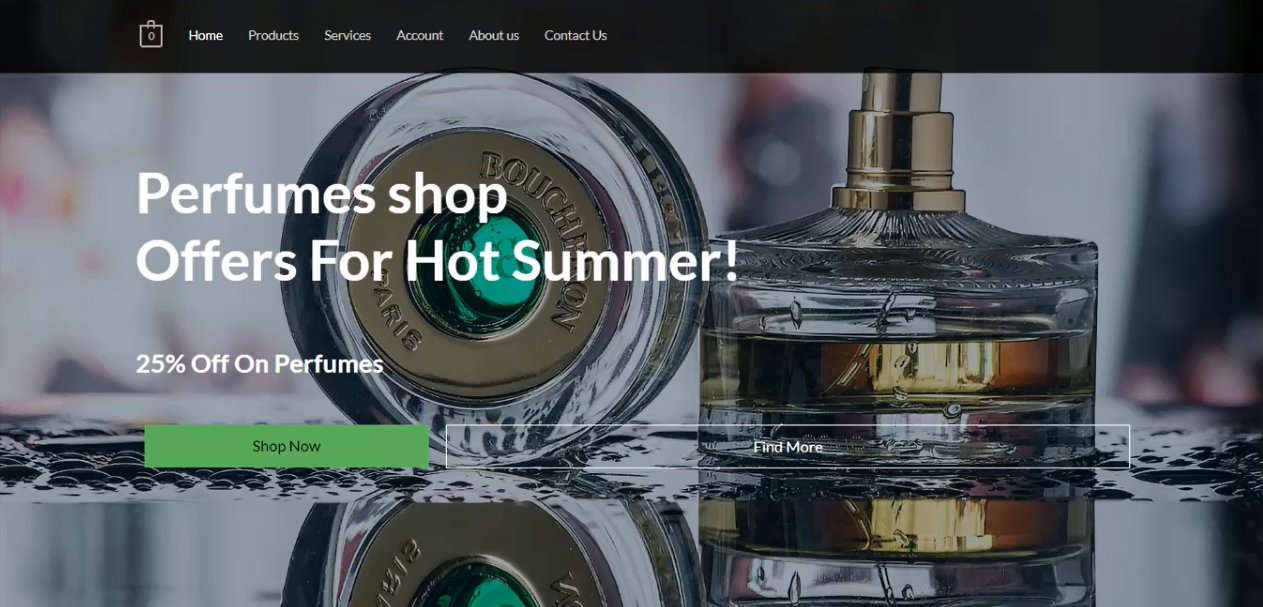 0 Home Products Services Account About us Contact Us
BOUCHERON
PARIS
Perfumes shop
Offers For Hot Summer!
25% Off On Perfumes
Shop Now Find More